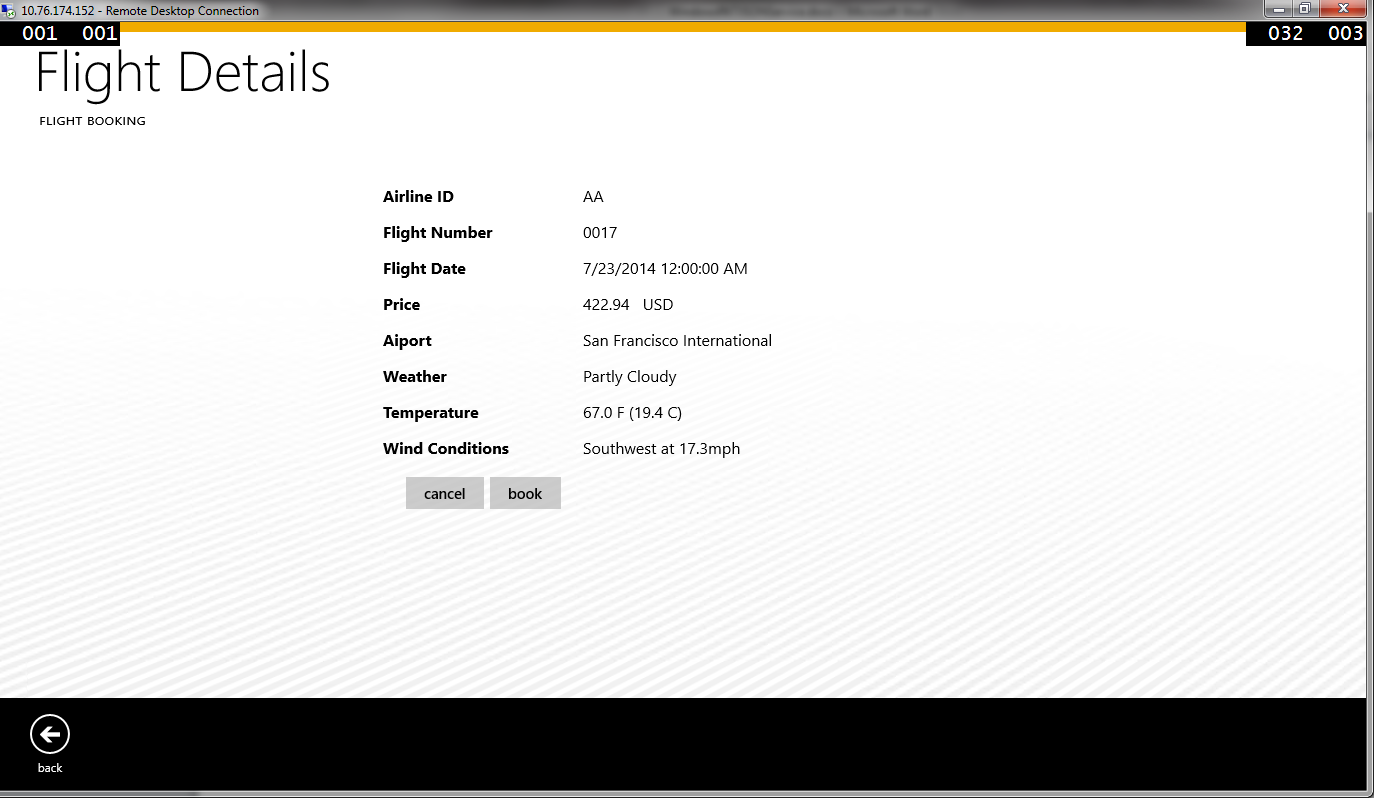 10.76.174.152 - Remote Desktop Connection
001 001 032 003
Flight Details
FLIGHT BOOKING
Airline ID AA
Flight Number 0017
Flight Date 7/23/2014 12:00:00 AM
Price 422.94 USD
Aiport San Francisco International
Weather Partly Cloudy
Temperature 67.0 F (19.4 C)
Wind Conditions Southwest at 17.3mph
cancel book
back